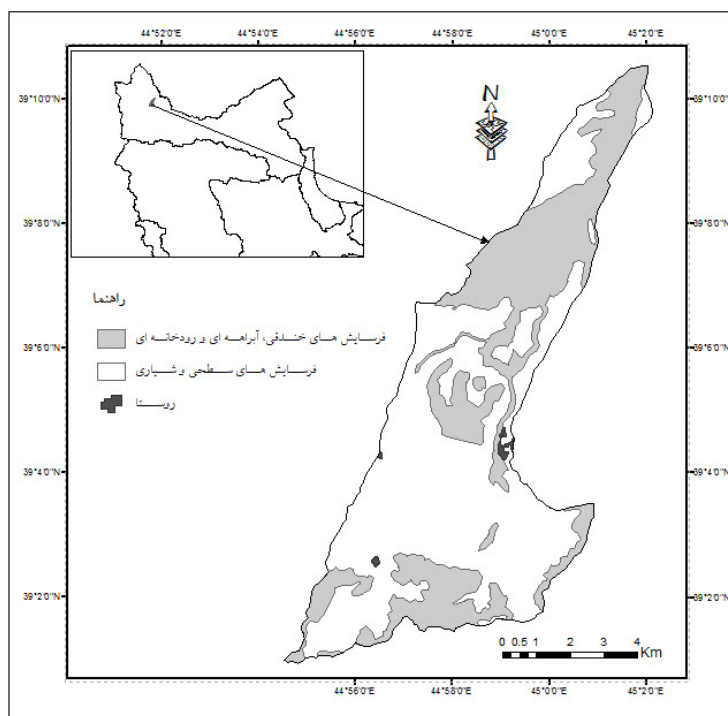 44°52'0"E 44°54'0"E 44°56'0"E 44°58'0"E 45°0'0"E 45°2'0"E
N
39°10'0"N 39°10'0"N
39°8'0"N 39°8'0"N
راهنما
فرسایش های خندقی، آبراهه ای و رودخانه ای
39°6'0"N 39°6'0"N
فرسایش های سطحی و شیاری
روستا
39°4'0"N 39°4'0"N
39°2'0"N 39°2'0"N
0 0.5 1 2 3 4
Km
44°56'0"E 44°58'0"E 45°0'0"E 45°2'0"E